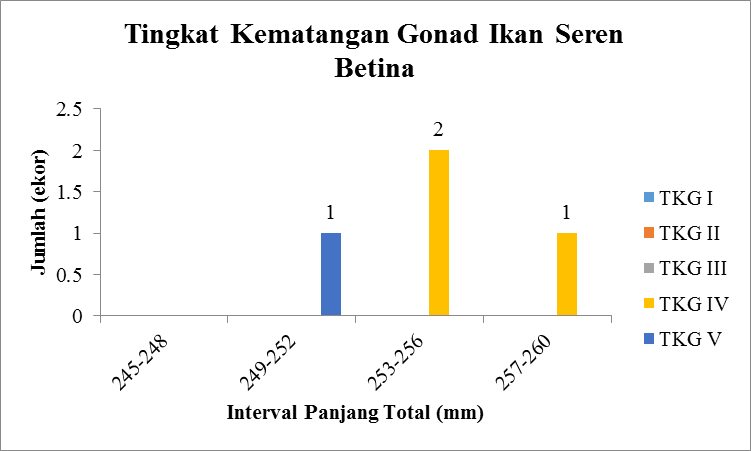 Tingkat Kematangan Gonad Ikan Seren
Betina
Jumlah (ekor)
2.5
2
1.5
1
0.5
0
1
2
1
245-248
249-252
253-256
257-260
Interval Panjang Total (mm)
TKG I
TKG II
TKG III
TKG IV
TKG V